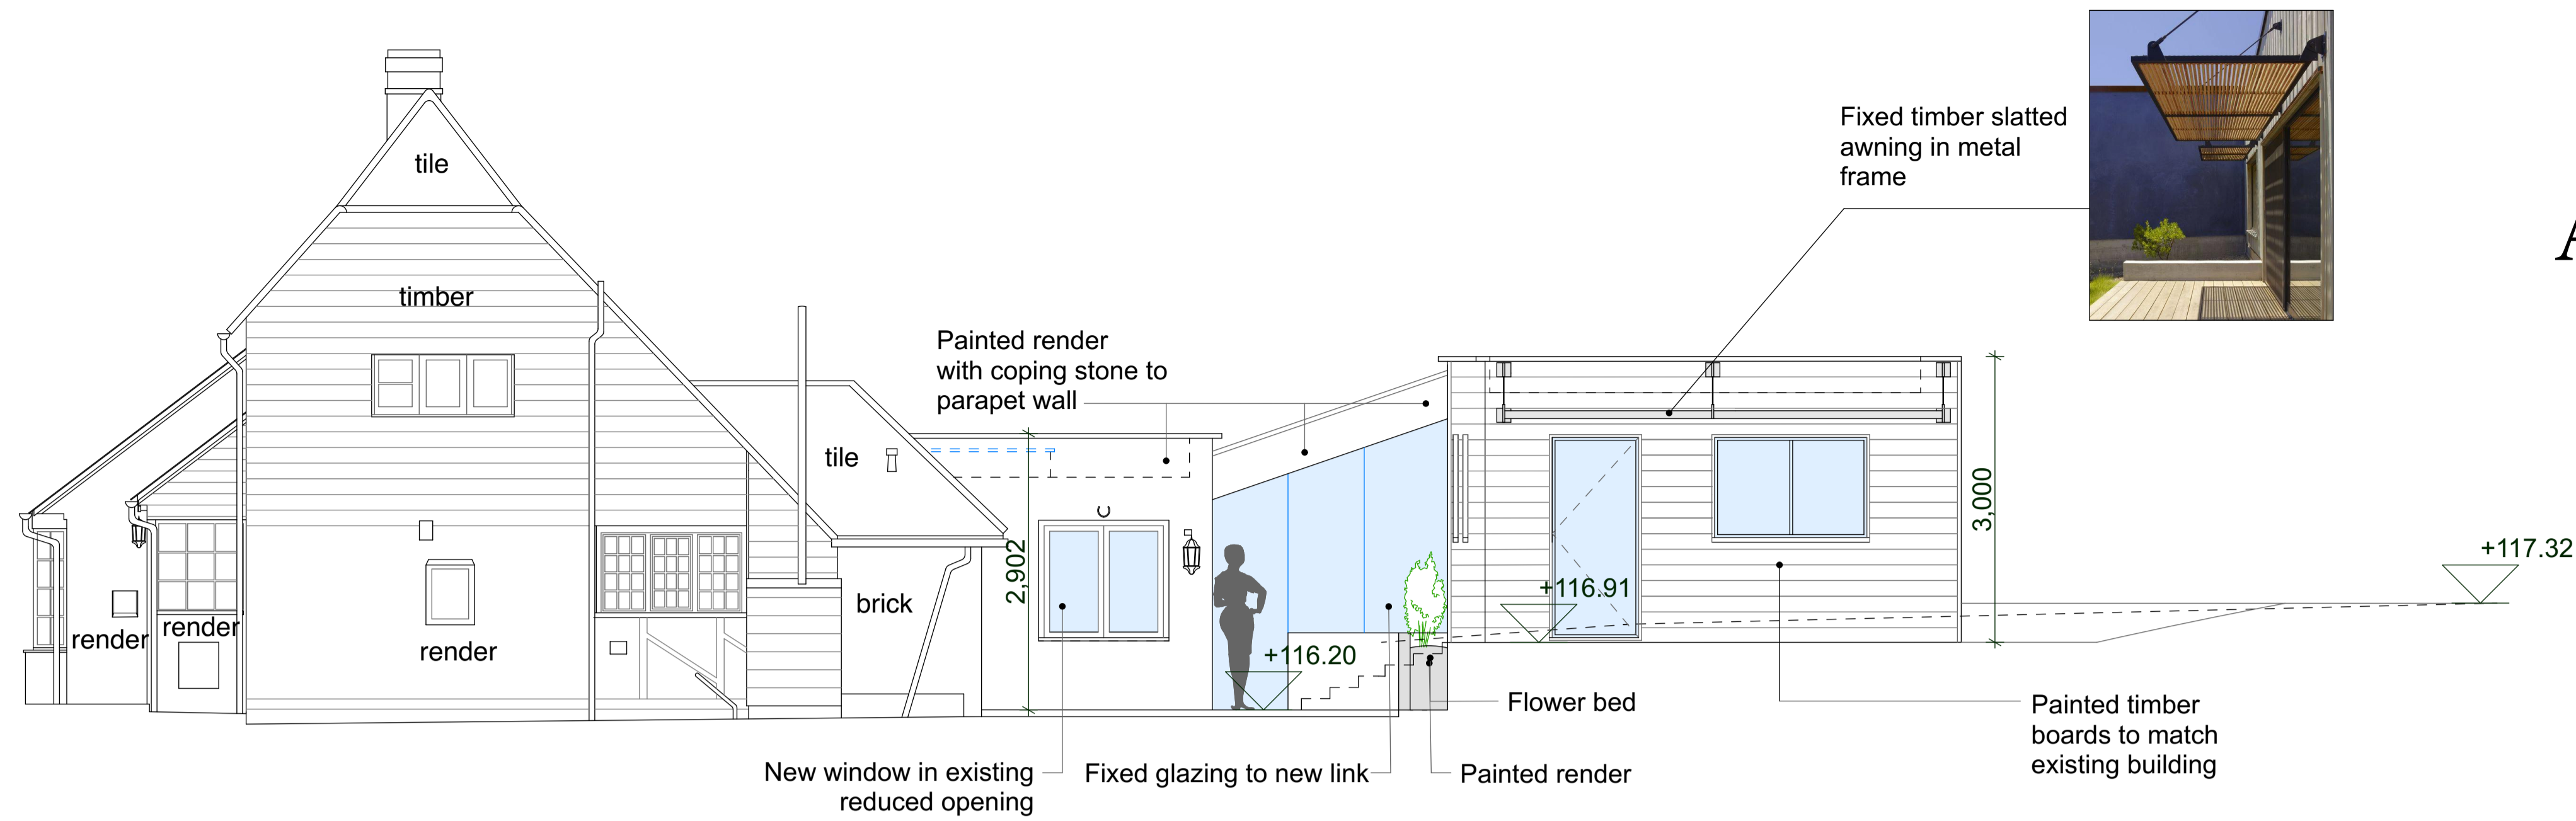 Fixed timber slatted
awning in metal
frame
A
tile
timber
Painted render
with coping stone to
parapet wall
tile
3,000
+117.32
2,902
brick
+116.91
render
render
render
+116.20
Flower bed
Painted timber
boards to match
existing building
New window in existing
reduced opening
Fixed glazing to new link
Painted render